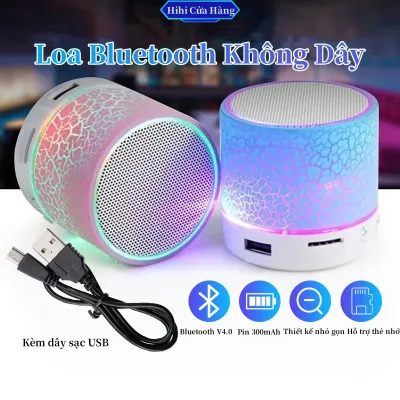 Hihi Cửa Hàng
Loa Bluetooth Không Dây
Bluetooth V4.0
Pin 300mAh
Thiết kế nhỏ gọn
Hỗ trợ thẻ nhớ
Kèm dây sạc USB